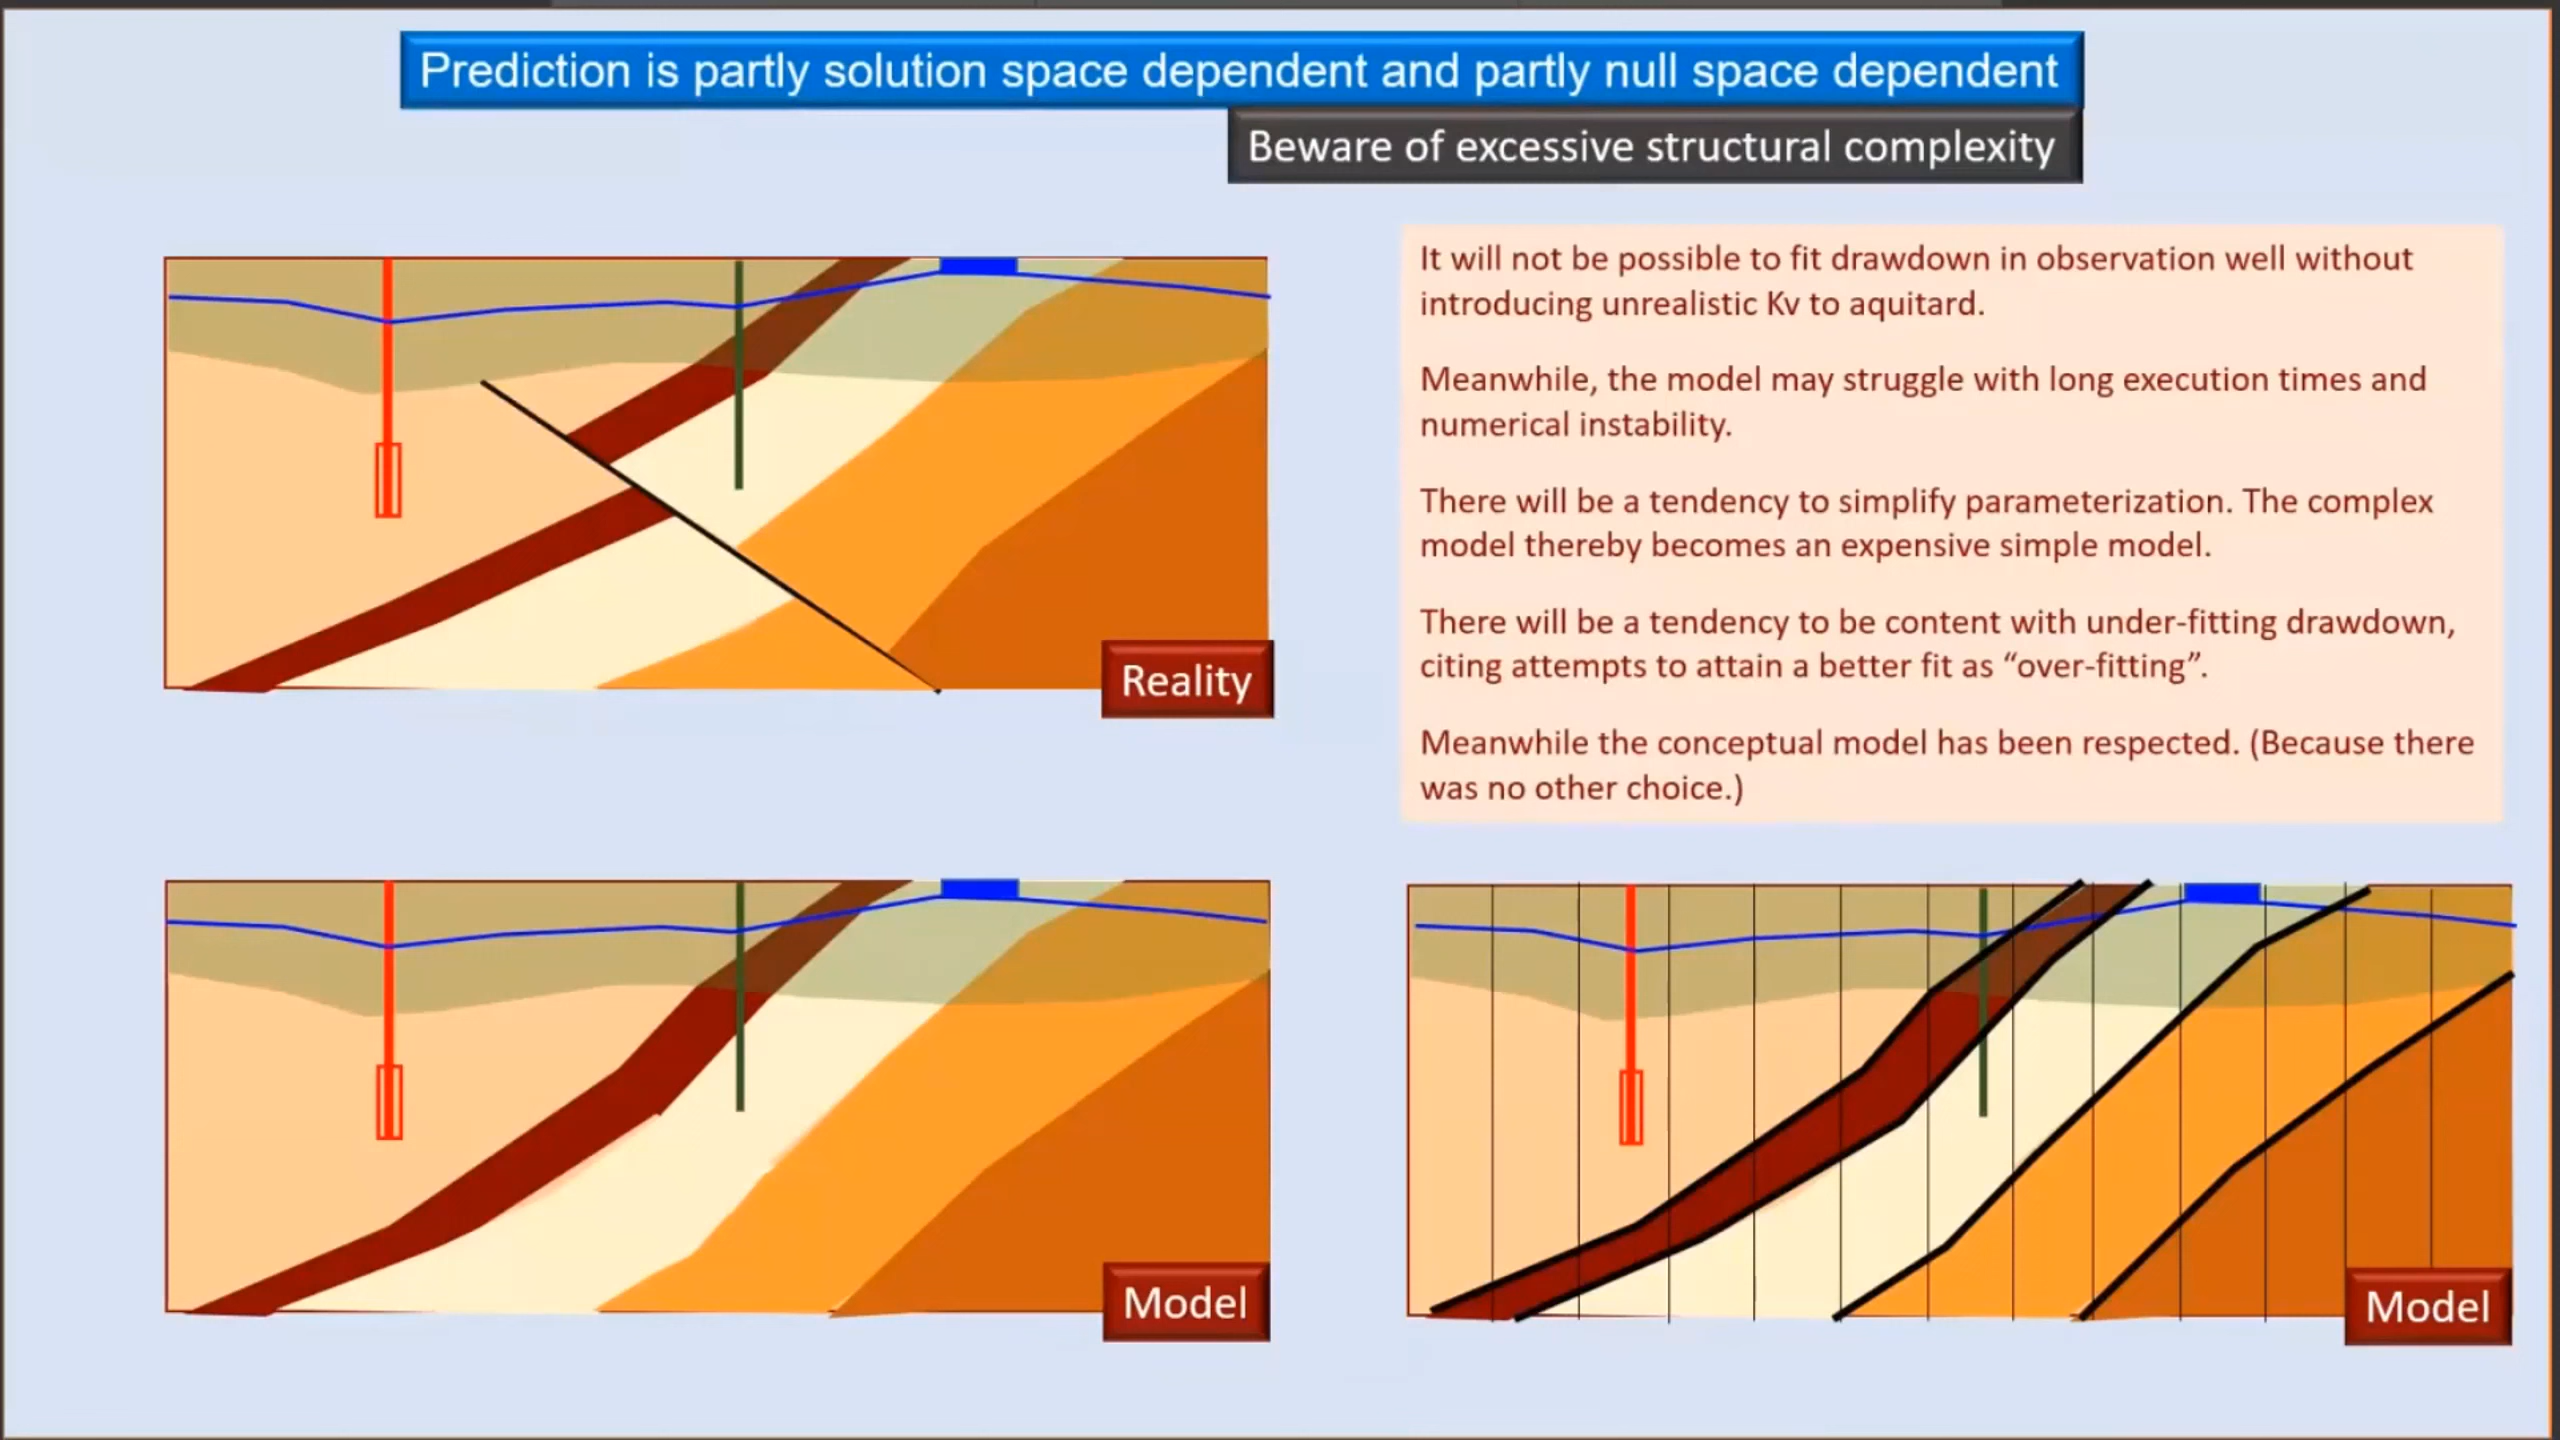 Prediction is partly solution space dependent and partly null space dependent
Beware of excessive structural complexity
It will not be possible to fit drawdown in observation well without
introducing unrealistic Kv to aquitard.
Meanwhile, the model may struggle with long execution times and
numerical instability.
There will be a tendency to simplify parameterization. The complex
model thereby becomes an expensive simple model.
There will be a tendency to be content with under-fitting drawdown,
citing attempts to attain a better fit as “over-fitting”.
Meanwhile the conceptual model has been respected. (Because there
was no other choice.)
Reality
Model
Model